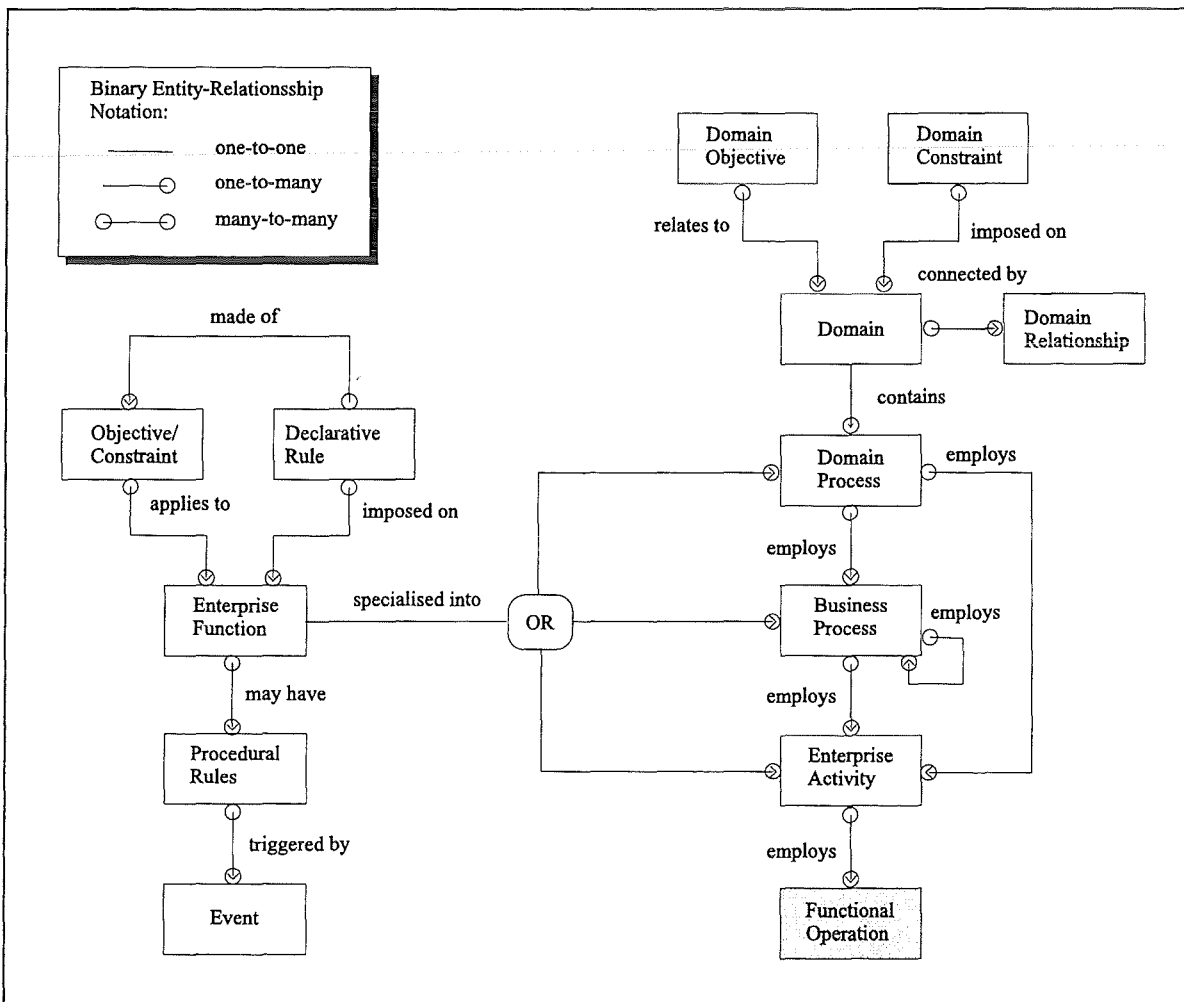 Binary Entity-Relationsship
Notation:
one-to-one
one-to-many
many-to-many
Domain
Objective
Domain
Constraint
relates to
imposed on
connected by
Domain
Domain
Relationship
contains
made of
Objective/
Constraint
Declarative
Rule
applies to
imposed on
Enterprise
Function
specialised into
OR
may have
Procedural
Rules
triggered by
Event
Domain
Process
employs
employs
Business
Process
employs
employs
Enterprise
Activity
employs
Functional
Operation